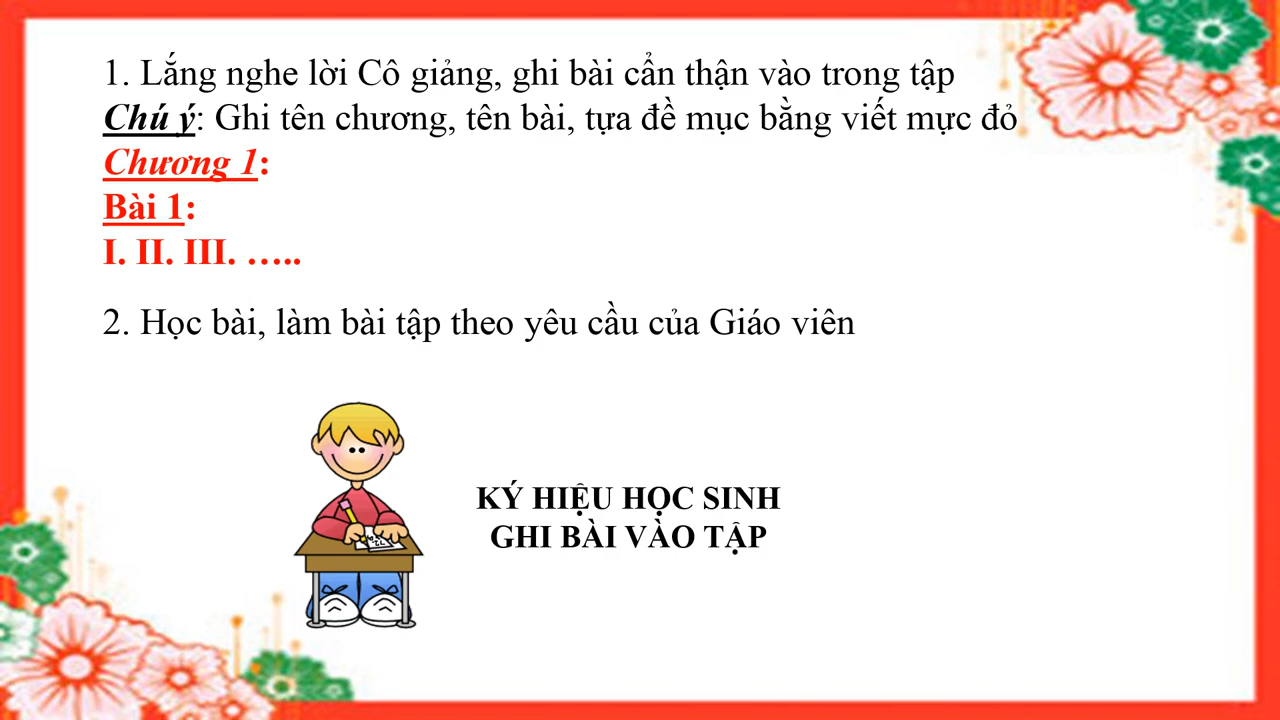 1. Lắng nghe lời Cô giảng, ghi bài cẩn thận vào trong tập
Chú ý: Ghi tên chương, tên bài, tựa đề mục bằng viết mực đỏ
Chương 1:
Bài 1:
I. II. III. …..
2. Học bài, làm bài tập theo yêu cầu của Giáo viên
KÝ HIỆU HỌC SINH
GHI BÀI VÀO TẬP